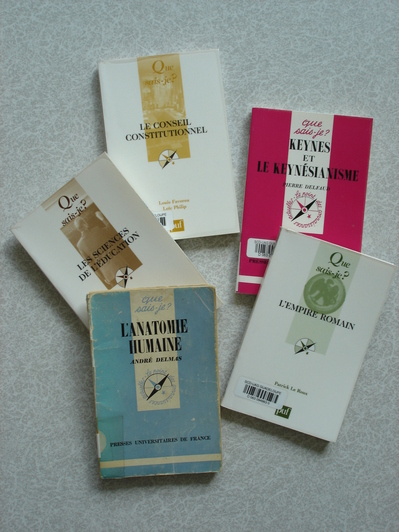 Que
sais-je?
LE CONSEIL
CONSTITUTIONNEL
Louis Favoreu
Loïc Philip
puf
que
sais-je?
KEYNES
ET
LE KEYNÉSIANISME
PIERRE DELFAUD
Que
sais-je?
LES SCIENCES
DE L'ÉDUCATION
que
sais-je?
L'ANATOMIE
HUMAINE
ANDRÉ DELMAS
PRESSES UNIVERSITAIRES DE FRANCE
Que
sais-je?
L'EMPIRE ROMAIN
Patrick Le Roux
puf